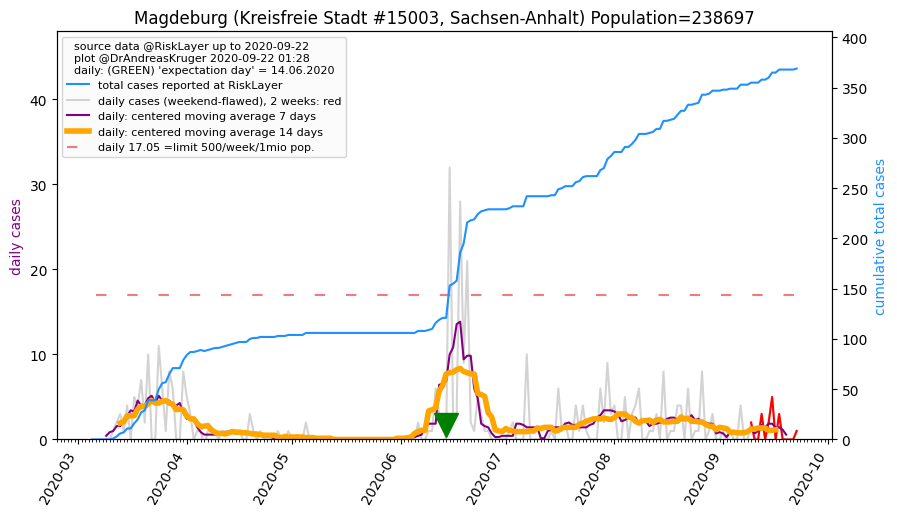 Magdeburg (Kreisfreie Stadt #15003, Sachsen-Anhalt) Population=238697
source data @RiskLayer up to 2020-09-22
plot @DrAndreasKruger 2020-09-22 01:28
daily: (GREEN) 'expectation day' = 14.06.2020
total cases reported at RiskLayer
daily cases (weekend-flawed), 2 weeks: red
daily: centered moving average 7 days
daily: centered moving average 14 days
daily 17.05 =limit 500/week/1mio pop.
daily cases
40
30
20
10
0
cumulative total cases
400
350
300
250
200
150
100
50
0
2020-03
2020-04
2020-05
2020-06
2020-07
2020-08
2020-09
2020-10